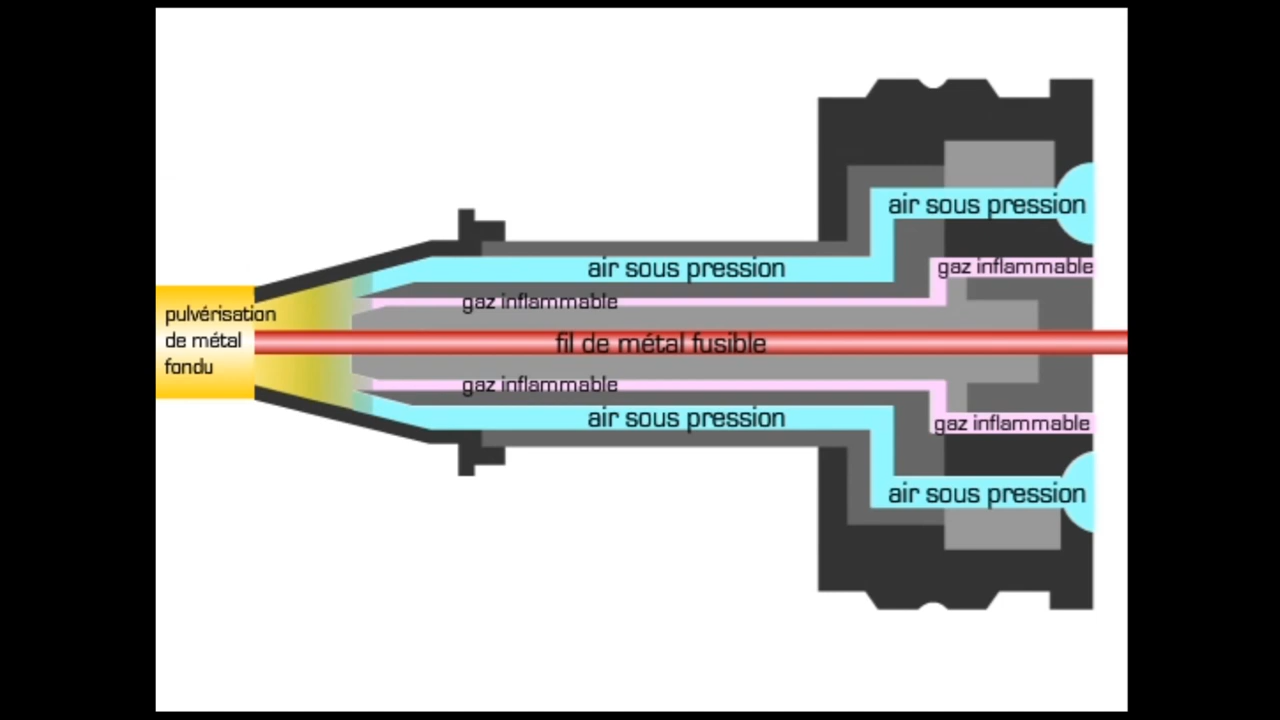 air sous pression
air sous pression
gaz inflammable
gaz inflammable
pulvérisation
de métal
fondu
fil de métal fusible
gaz inflammable
air sous pression
gaz inflammable
air sous pression